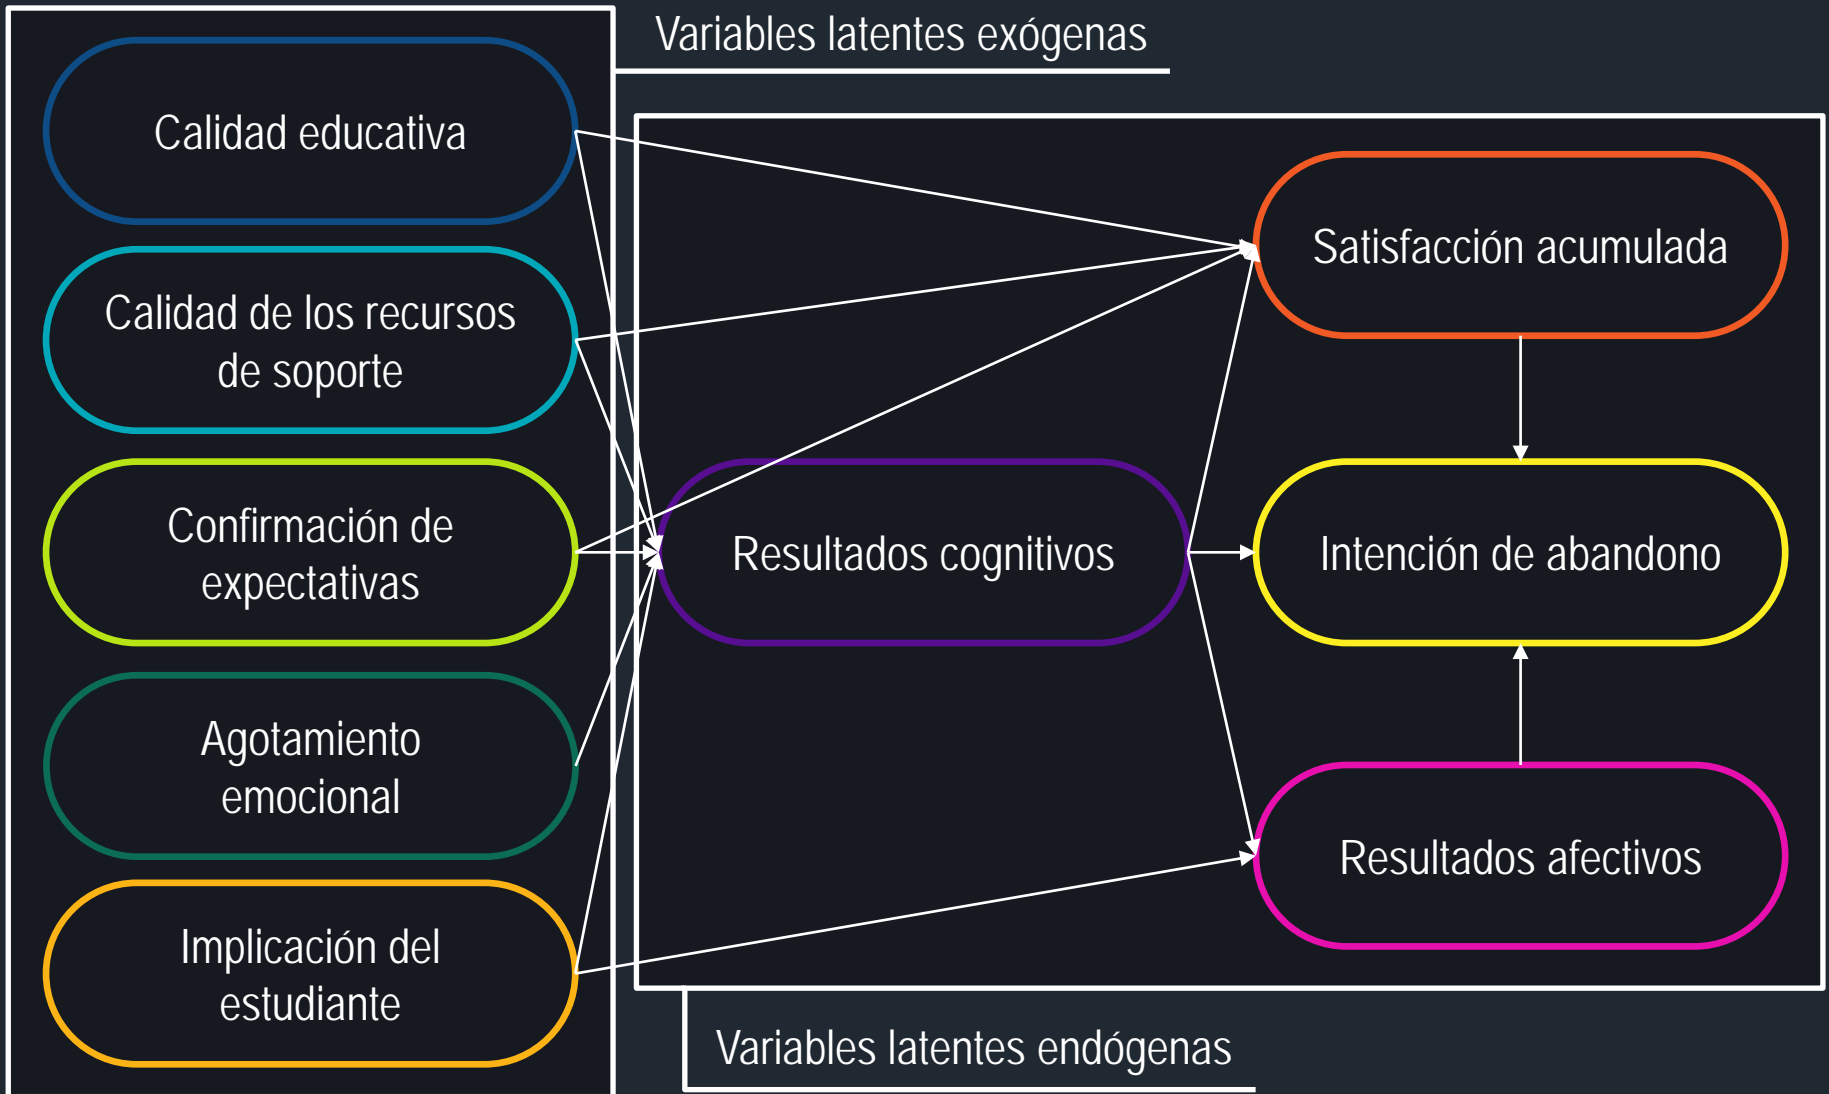 Variables latentes exógenas
Calidad educativa
Calidad de los recursos
de soporte
Confirmación de
expectativas
Agotamiento
emocional
Implicación del
estudiante
Resultados cognitivos
Satisfacción acumulada
Intención de abandono
Resultados afectivos
Variables latentes endógenas